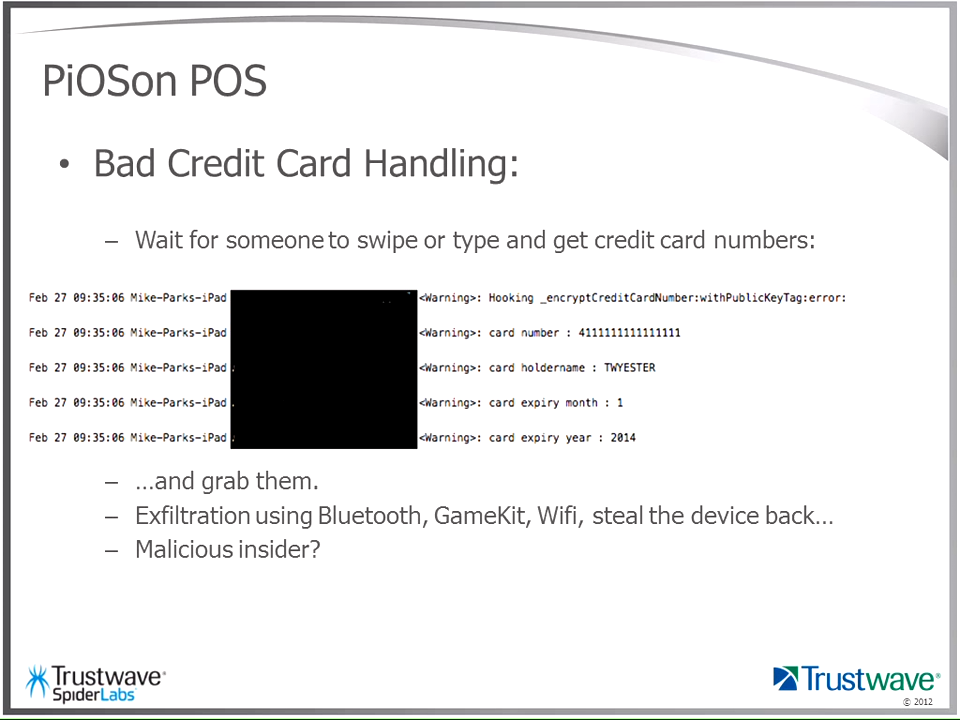 PiOSon POS
• Bad Credit Card Handling:
– Wait for someone to swipe or type and get credit card numbers:
Feb 27 09:35:06 Mike-Parks-iPad <Warning>: Hooking _encryptCreditCardNumber:withPublicKeyTag:error:
Feb 27 09:35:06 Mike-Parks-iPad <Warning>: card number : 4111111111111111
Feb 27 09:35:06 Mike-Parks-iPad <Warning>: card holdername : TWYESTER
Feb 27 09:35:06 Mike-Parks-iPad <Warning>: card expiry month : 1
Feb 27 09:35:06 Mike-Parks-iPad <Warning>: card expiry year : 2014
– …and grab them.
– Exfiltration using Bluetooth, GameKit, Wifi, steal the device back…
– Malicious insider?
Trustwave®
SpiderLabs
Trustwave®
© 2012